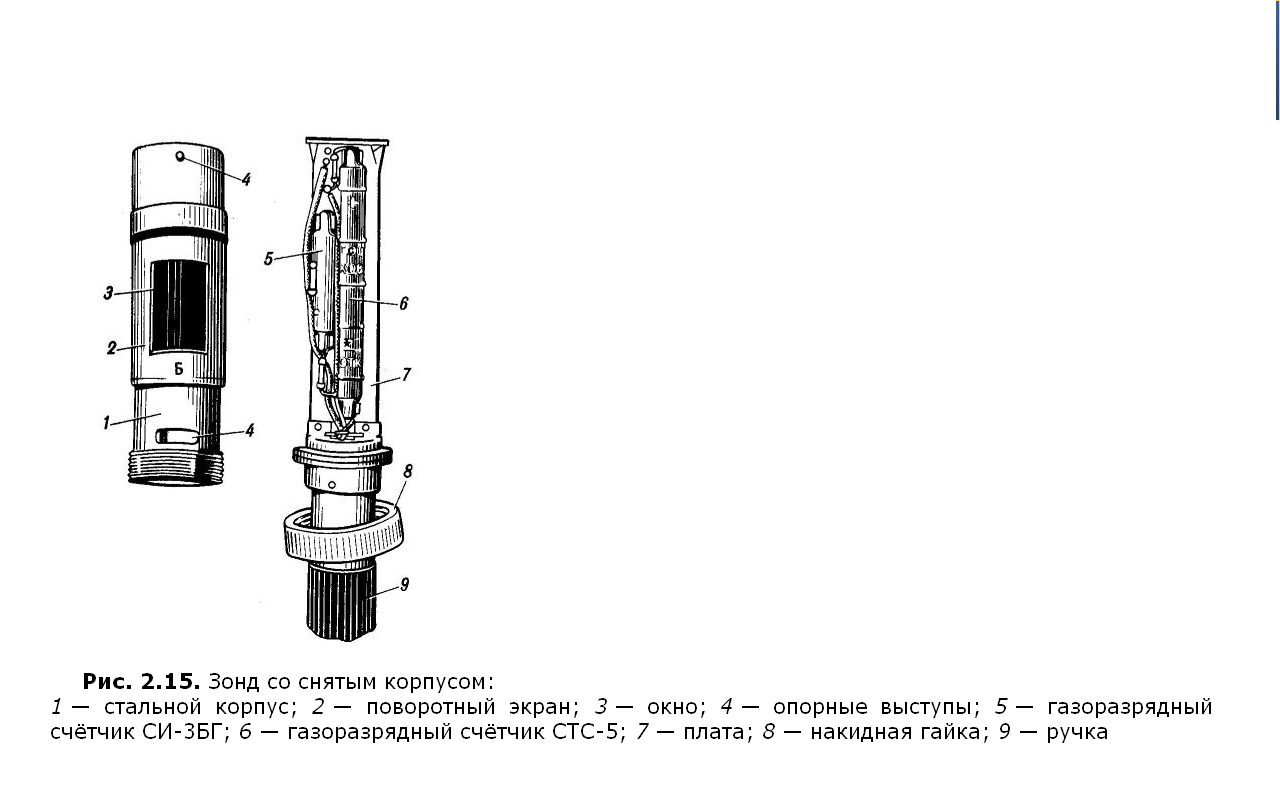 4
5
3
6
2
Б
7
1
4
8
9
Рис. 2.15. Зонд со снятым корпусом:
1 — стальной корпус; 2 — поворотный экран; 3 — окно; 4 — опорные выступы; 5 — газоразрядный
счётчик СИ-3БГ; 6 — газоразрядный счётчик СТС-5; 7 — плата; 8 — накидная гайка; 9 — ручка